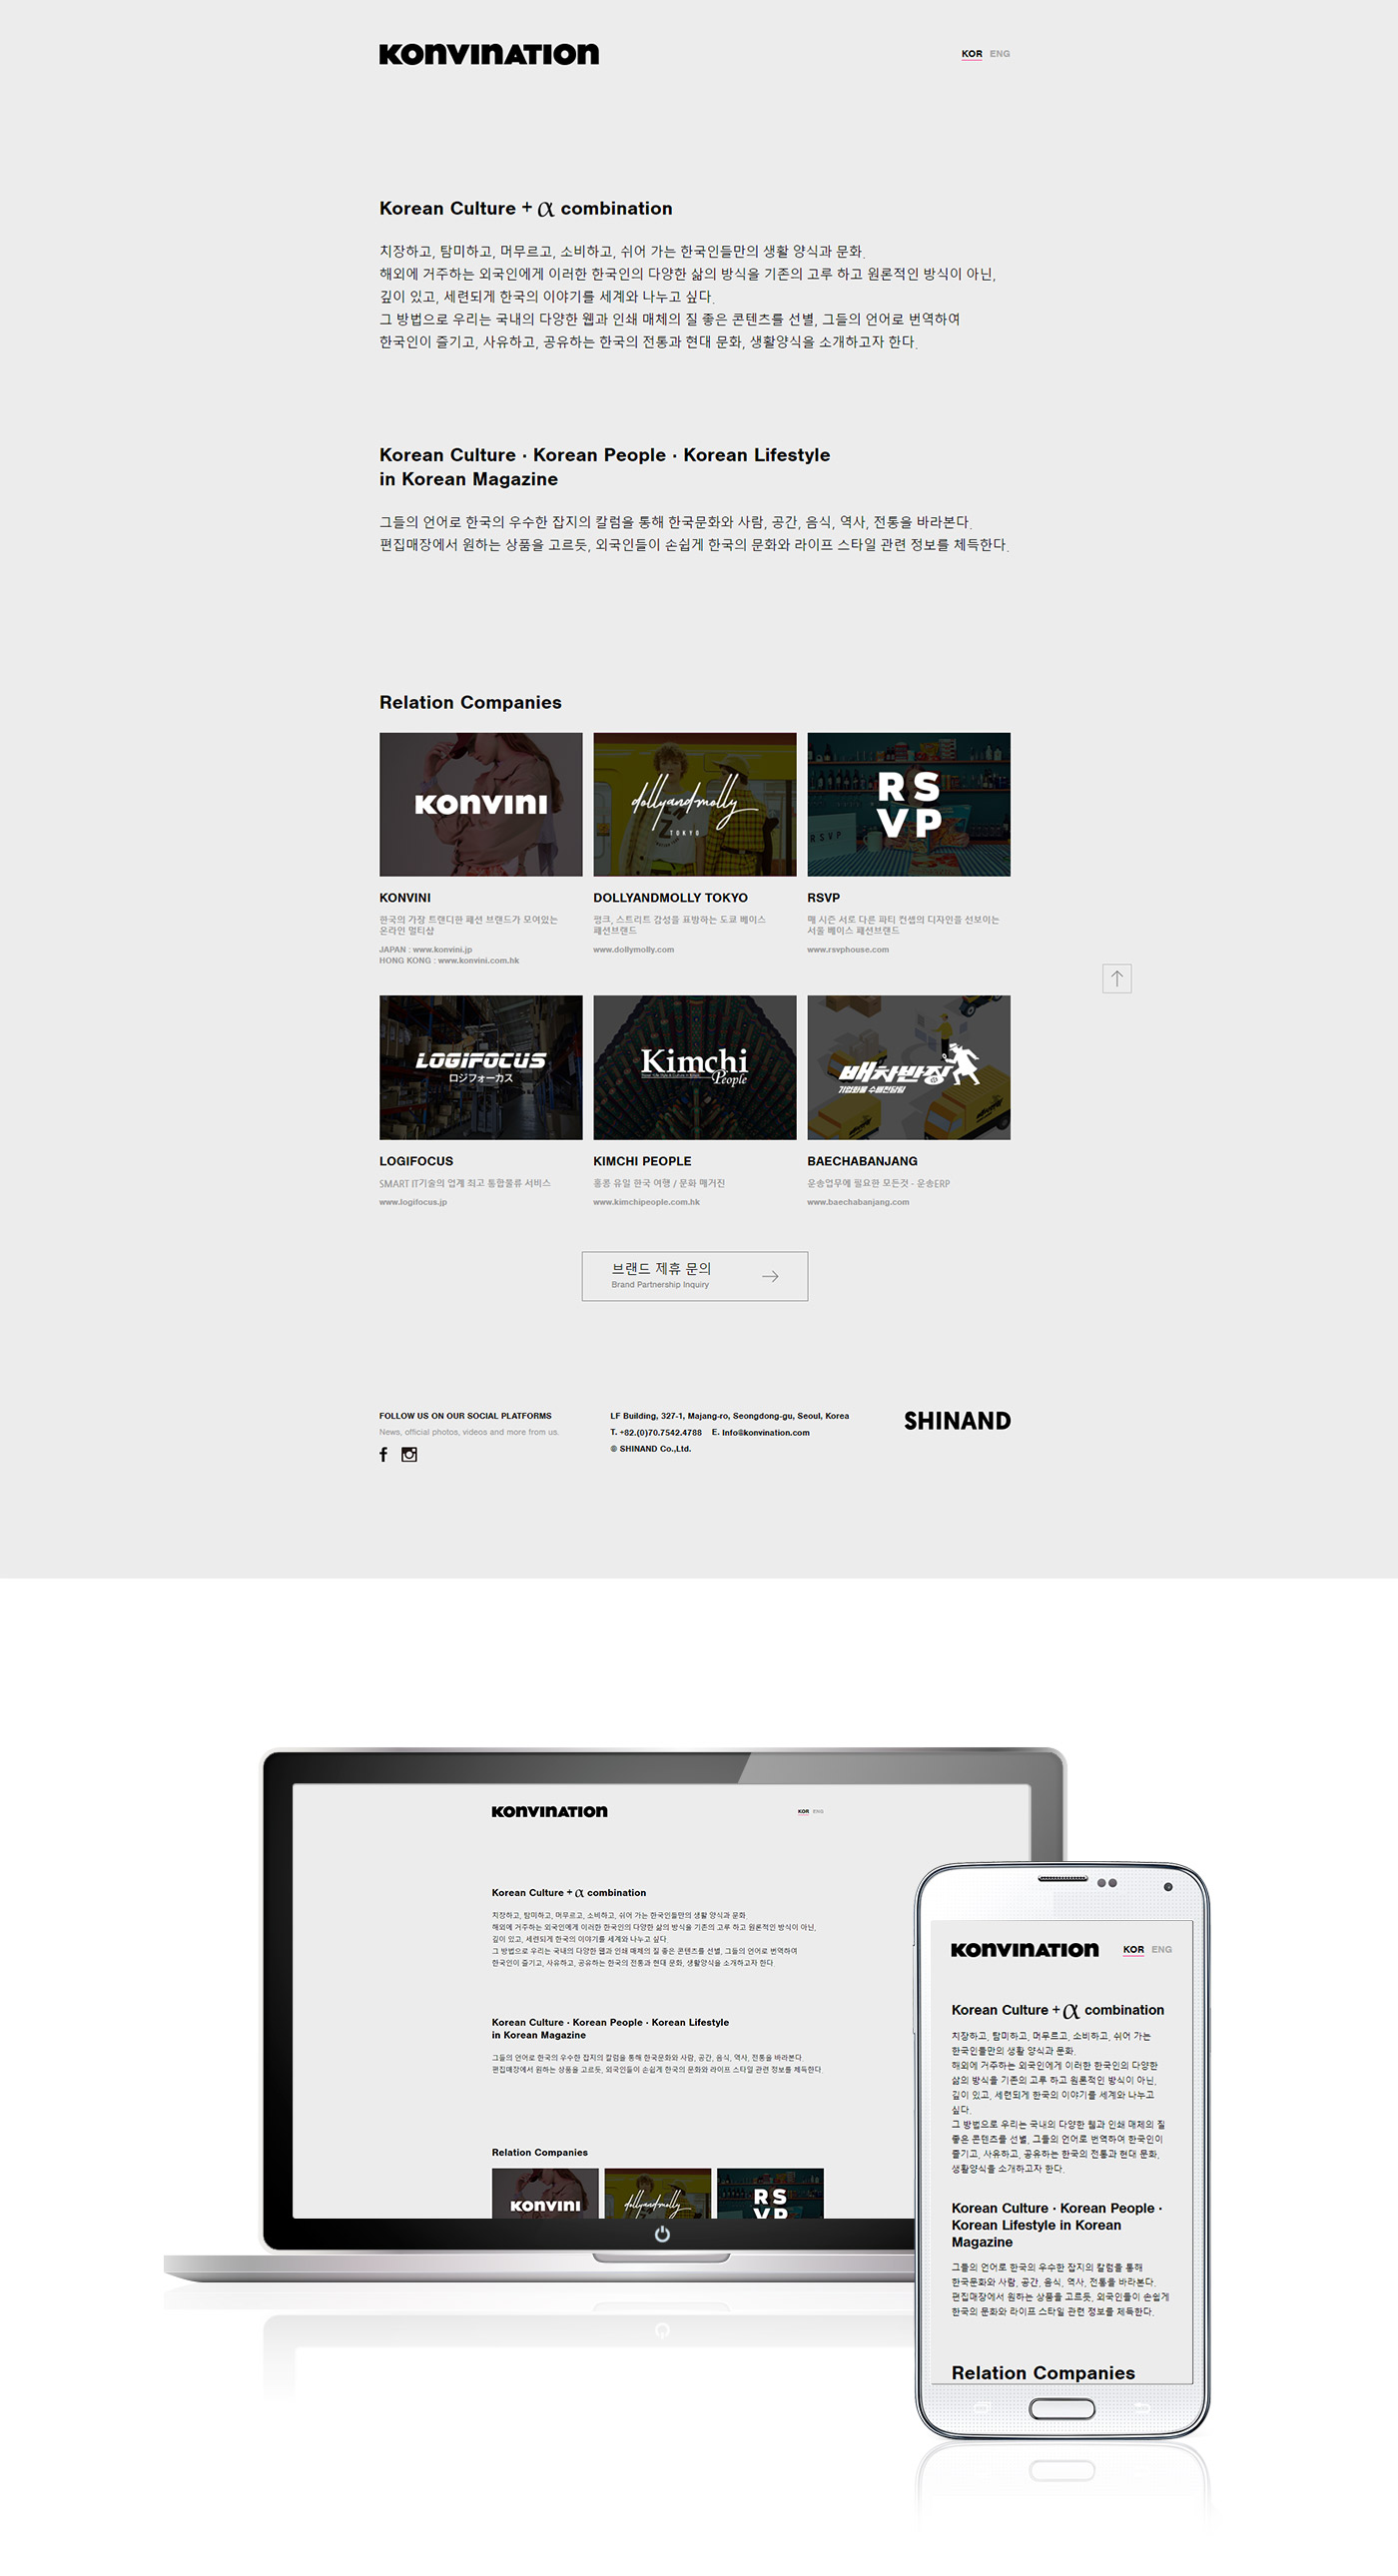 KONVINATION
KOR ENG
Korean Culture + α combination
치장하고, 탐미하고, 머무르고, 소비하고, 쉬어 가는 한국인들만의 생활 양식과 문화.
해외에 거주하는 외국인에게 이러한 한국인의 다양한 삶의 방식을 기존의 고루 하고 원론적인 방식이 아닌,
깊이 있고, 세련되게 한국의 이야기를 세계와 나누고 싶다.
그 방법으로 우리는 국내의 다양한 웹과 인쇄 매체의 질 좋은 콘텐츠를 선별, 그들의 언어로 번역하여
한국인이 즐기고, 사유하고, 공유하는 한국의 전통과 현대 문화, 생활양식을 소개하고자 한다.
Korean Culture · Korean People · Korean Lifestyle
in Korean Magazine
그들의 언어로 한국의 우수한 잡지의 칼럼을 통해 한국문화와 사람, 공간, 음식, 역사, 전통을 바라본다.
편집매장에서 원하는 상품을 고르듯, 외국인들이 손쉽게 한국의 문화와 라이프 스타일 관련 정보를 체득한다.
Relation Companies
KONVINI
dollyandmolly
TOKYO
RSVP
RS
VP
KONVINI
한국의 가장 트랜디한 패션 브랜드가 모여있는
온라인 멀티샵
JAPAN : www.konvini.jp
HONG KONG : www.konvini.com.hk
DOLLYANDMOLLY TOKYO
펑크, 스트리트 감성을 표방하는 도쿄 베이스
패션브랜드
www.dollymolly.com
RSVP
매 시즌 서로 다른 파티 컨셉의 디자인을 선보이는
서울 베이스 패션브랜드
www.rsvphouse.com
LOGIFOCUS
ロジフォーカス
Kimchi
People
배차반장
기업화물 수배전담팀
LOGIFOCUS
SMART IT기술의 업계 최고 통합물류 서비스
www.logifocus.jp
KIMCHI PEOPLE
홍콩 유일 한국 여행 / 문화 매거진
www.kimchipeople.com.hk
BAECHABANJANG
운송업무에 필요한 모든것 - 운송ERP
www.baechabanjang.com
브랜드 제휴 문의
Brand Partnership Inquiry
FOLLOW US ON OUR SOCIAL PLATFORMS
News, official photos, videos and more from us.
LF Building, 327-1, Majang-ro, Seongdong-gu, Seoul, Korea
T. +82.(0)70.7542.4788 E. Info@konvination.com
© SHINAND Co.,Ltd.
SHINAND
KONVINATION
KOR ENG
Korean Culture + α combination
치장하고, 탐미하고, 머무르고, 소비하고, 쉬어 가는 한국인들만의 생활 양식과 문화.
해외에 거주하는 외국인에게 이러한 한국인의 다양한 삶의 방식을 기존의 고루 하고 원론적인 방식이 아닌,
깊이 있고, 세련되게 한국의 이야기를 세계와 나누고 싶다.
그 방법으로 우리는 국내의 다양한 웹과 인쇄 매체의 질 좋은 콘텐츠를 선별, 그들의 언어로 번역하여
한국인이 즐기고, 사유하고, 공유하는 한국의 전통과 현대 문화, 생활양식을 소개하고자 한다.
Korean Culture · Korean People · Korean Lifestyle
in Korean Magazine
그들의 언어로 한국의 우수한 잡지의 칼럼을 통해 한국문화와 사람, 공간, 음식, 역사, 전통을 바라본다.
편집매장에서 원하는 상품을 고르듯, 외국인들이 손쉽게 한국의 문화와 라이프 스타일 관련 정보를 체득한다.
Relation Companies
KONVINI
dollyandmolly
RS
VP
KONVINATION
KOR ENG
Korean Culture + α combination
치장하고, 탐미하고, 머무르고, 소비하고, 쉬어 가는
한국인들만의 생활 양식과 문화.
해외에 거주하는 외국인에게 이러한 한국인의 다양한
삶의 방식을 기존의 고루 하고 원론적인 방식이 아닌,
깊이 있고, 세련되게 한국의 이야기를 세계와 나누고
싶다.
그 방법으로 우리는 국내의 다양한 웹과 인쇄 매체의 질
좋은 콘텐츠를 선별, 그들의 언어로 번역하여 한국인이
즐기고, 사유하고, 공유하는 한국의 전통과 현대 문화,
생활양식을 소개하고자 한다.
Korean Culture · Korean People ·
Korean Lifestyle in Korean
Magazine
그들의 언어로 한국의 우수한 잡지의 칼럼을 통해
한국문화와 사람, 공간, 음식, 역사, 전통을 바라본다.
편집매장에서 원하는 상품을 고르듯, 외국인들이 손쉽게
한국의 문화와 라이프 스타일 관련 정보를 체득한다.
Relation Companies